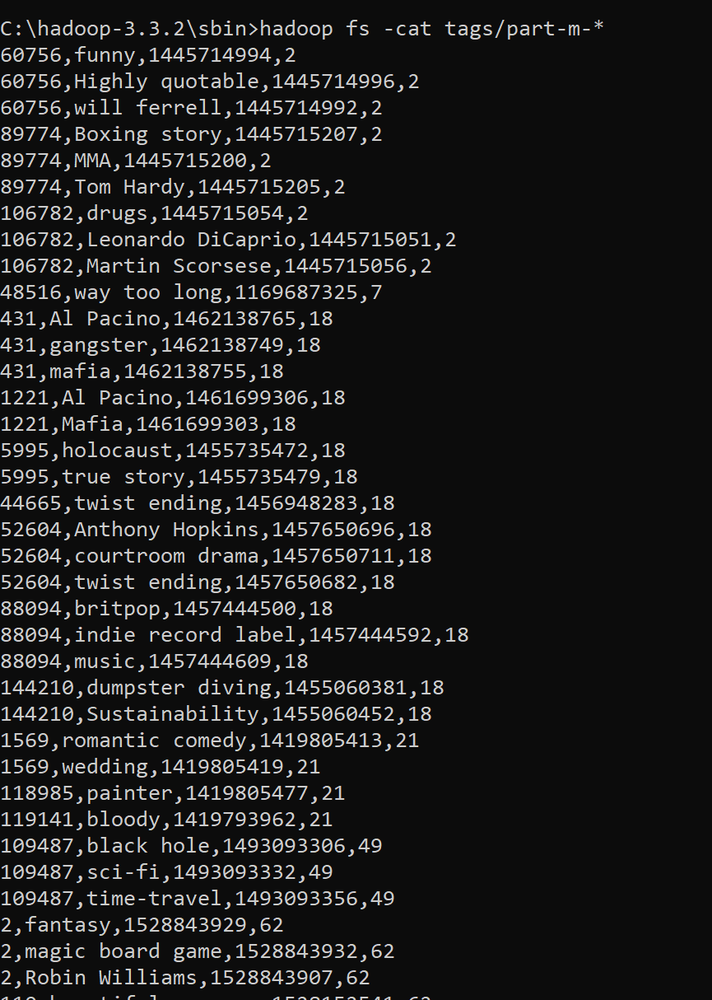 C:\hadoop-3.3.2\sbin>hadoop fs -cat tags/part-m-*
60756,funny,1445714994,2
60756,Highly quotable,1445714996,2
60756,will ferrell,1445714992,2
89774,Boxing story,1445715207,2
89774,MMA,1445715200,2
89774,Tom Hardy,1445715205,2
106782,drugs,1445715054,2
106782,Leonardo DiCaprio,1445715051,2
106782,Martin Scorsese,1445715056,2
48516,way too long,1169687325,7
431,Al Pacino,1462138765,18
431,gangster,1462138749,18
431,mafia,1462138755,18
1221,Al Pacino,1461699306,18
1221,Mafia,1461699303,18
5995,holocaust,1455735472,18
5995,true story,1455735479,18
44665,twist ending,1456948283,18
52604,Anthony Hopkins,1457650696,18
52604,courtroom drama,1457650711,18
52604,twist ending,1457650682,18
88094,britpop,1457444500,18
88094,indie record label,1457444592,18
88094,music,1457444609,18
144210,dumpster diving,1455060381,18
144210,Sustainability,1455060452,18
1569,romantic comedy,1419805413,21
1569,wedding,1419805419,21
118985,painter,1419805477,21
119141,bloody,1419793962,21
109487,black hole,1493093306,49
109487,sci-fi,1493093332,49
109487,time-travel,1493093356,49
2,fantasy,1528843929,62
2,magic board game,1528843932,62
2,Robin Williams,1528843907,62